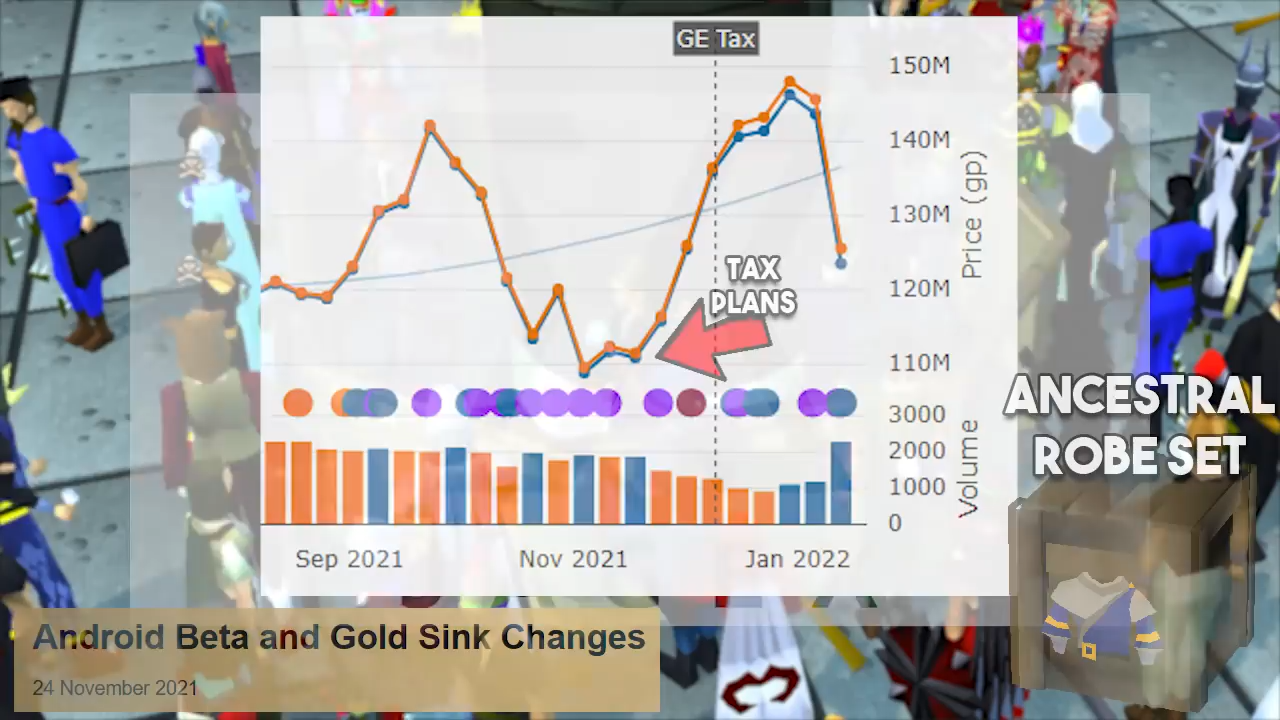 GE Tax
150M
140M
130M
120M
110M
Price (gp)
TAX
PLANS
3000
2000
1000
0
Volume
Sep 2021
Nov 2021
Jan 2022
ANCESTRAL
ROBE SET
Android Beta and Gold Sink Changes
24 November 2021